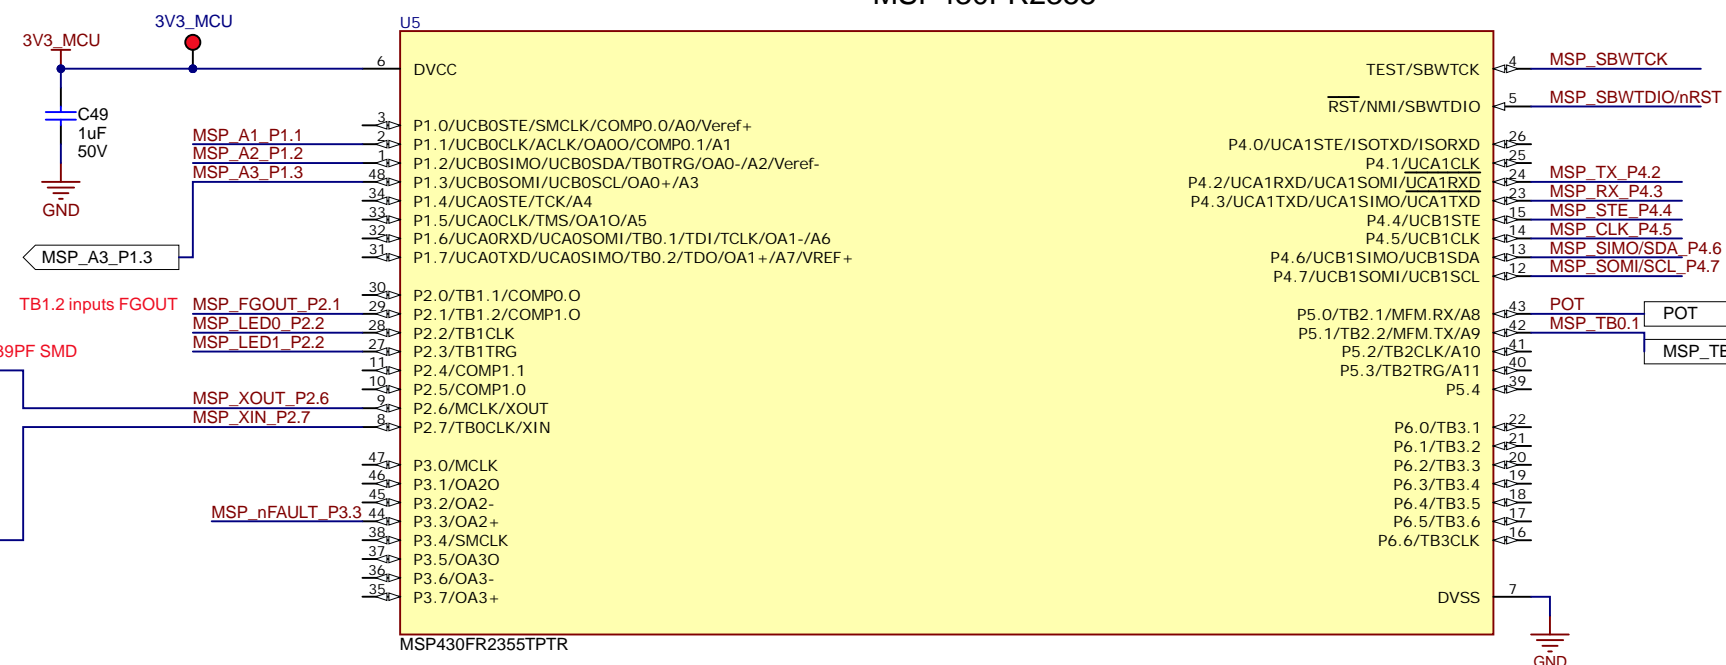 3V3_MCU
3V3_MCU
C49
1uF
50V
GND
MSP_A1_P1.1
MSP_A2_P1.2
MSP_A3_P1.3
MSP_A3_P1.3
TB1.2 inputs FGOUT
MSP_FGOUT_P2.1
MSP_LED0_P2.2
MSP_LED1_P2.2
39PF SMD
MSP_XOUT_P2.6
MSP_XIN_P2.7
MSP_nFAULT_P3.3
U5
6 DVCC
3 P1.0/UCB0STE/SMCLK/COMP0.0/A0/Veref+
2 P1.1/UCB0CLK/ACLK/OA0O/COMP0.1/A1
1 P1.2/UCB0SIMO/UCB0SDA/TB0TRG/OA0-/A2/Veref-
48 P1.3/UCB0SOMI/UCB0SCL/OA0+/A3
34 P1.4/UCA0STE/TCK/A4
33 P1.5/UCA0CLK/TMS/OA1O/A5
32 P1.6/UCA0RXD/UCA0SOMI/TB0.1/TDI/TCLK/OA1-/A6
31 P1.7/UCA0TXD/UCA0SIMO/TB0.2/TDO/OA1+/A7/VREF+
30 P2.0/TB1.1/COMP0.O
29 P2.1/TB1.2/COMP1.O
28 P2.2/TB1CLK
27 P2.3/TB1TRG
11 P2.4/COMP1.1
10 P2.5/COMP1.0
9 P2.6/MCLK/XOUT
8 P2.7/TB0CLK/XIN
47 P3.0/MCLK
46 P3.1/OA2O
45 P3.2/OA2-
44 P3.3/OA2+
38 P3.4/SMCLK
37 P3.5/OA3O
36 P3.6/OA3-
35 P3.7/OA3+
MSP430FR2355TPTR
TEST/SBWTCK 4 MSP_SBWTCK
RST/NMI/SBWTDIO 5 MSP_SBWTDIO/nRST
P4.0/UCA1STE/ISOTXD/ISORXD 26
P4.1/UCA1CLK 25
P4.2/UCA1RXD/UCA1SOMI/UCA1RXD 24 MSP_TX_P4.2
P4.3/UCA1TXD/UCA1SIMO/UCA1TXD 23 MSP_RX_P4.3
P4.4/UCB1STE 15 MSP_STE_P4.4
P4.5/UCB1CLK 14 MSP_CLK_P4.5
P4.6/UCB1SIMO/UCB1SDA 13 MSP_SIMO/SDA_P4.6
P4.7/UCB1SOMI/UCB1SCL 12 MSP_SOMI/SCL_P4.7
P5.0/TB2.1/MFM.RX/A8 43 POT POT
P5.1/TB2.2/MFM.TX/A9 42 MSP_TB0.1
P5.2/TB2CLK/A10 41
P5.3/TB2TRG/A11 40
P5.4 39
P6.0/TB3.1 22
P6.1/TB3.2 21
P6.2/TB3.3 20
P6.3/TB3.4 19
P6.4/TB3.5 18
P6.5/TB3.6 17
P6.6/TB3CLK 16
DVSS 7
GND